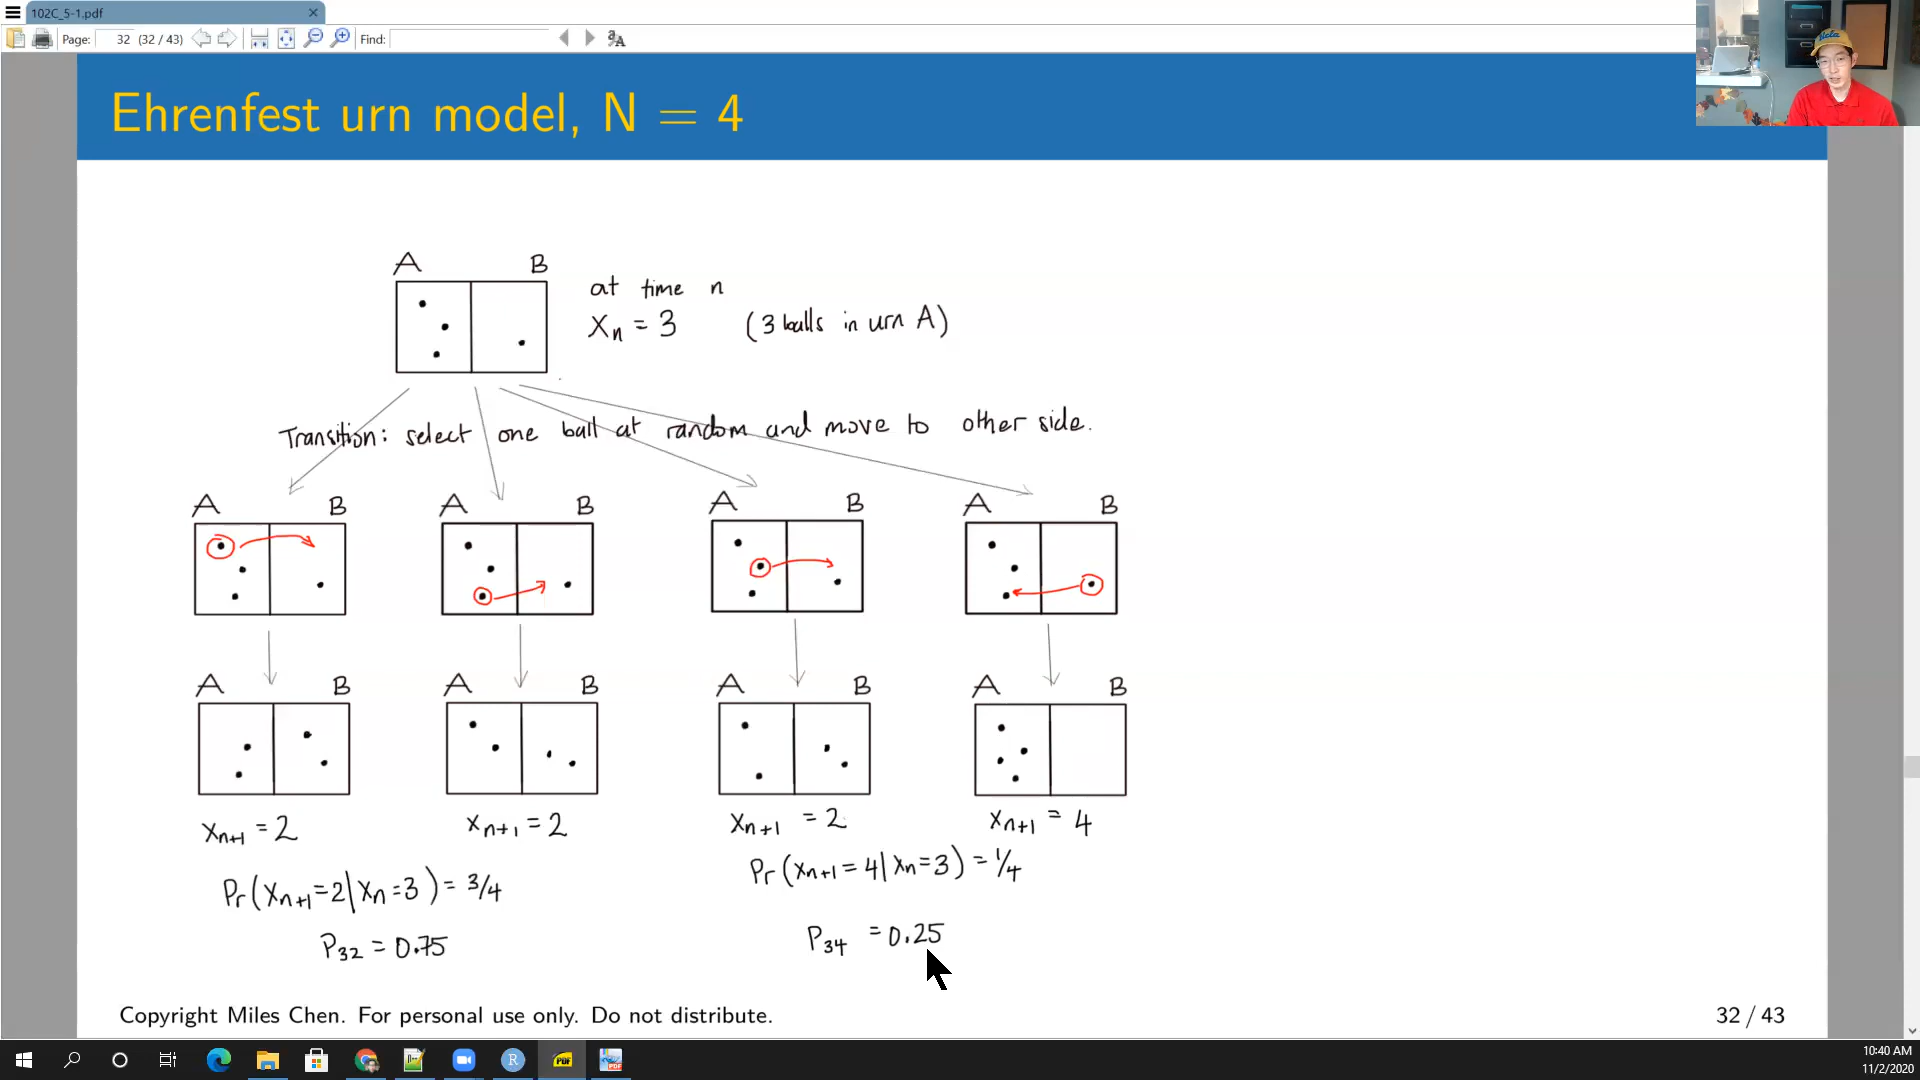 102C_5-1.pdf
Page: 32 (32 / 43) Find:
Ehrenfest urn model, N = 4
A B
at time n
Xn = 3 (3 balls in urn A)
Transition: select one ball at random and move to other side.
A B A B A B A B
A B A B A B A B
Xn+1 = 2 Xn+1 = 2 Xn+1 = 2 Xn+1 = 4
Pr(Xn+1=2|Xn=3) = 3/4 Pr(Xn+1=4|Xn=3) = 1/4
P32 = 0.75 P34 = 0.25
Copyright Miles Chen. For personal use only. Do not distribute. 32 / 43
10:40 AM
11/2/2020